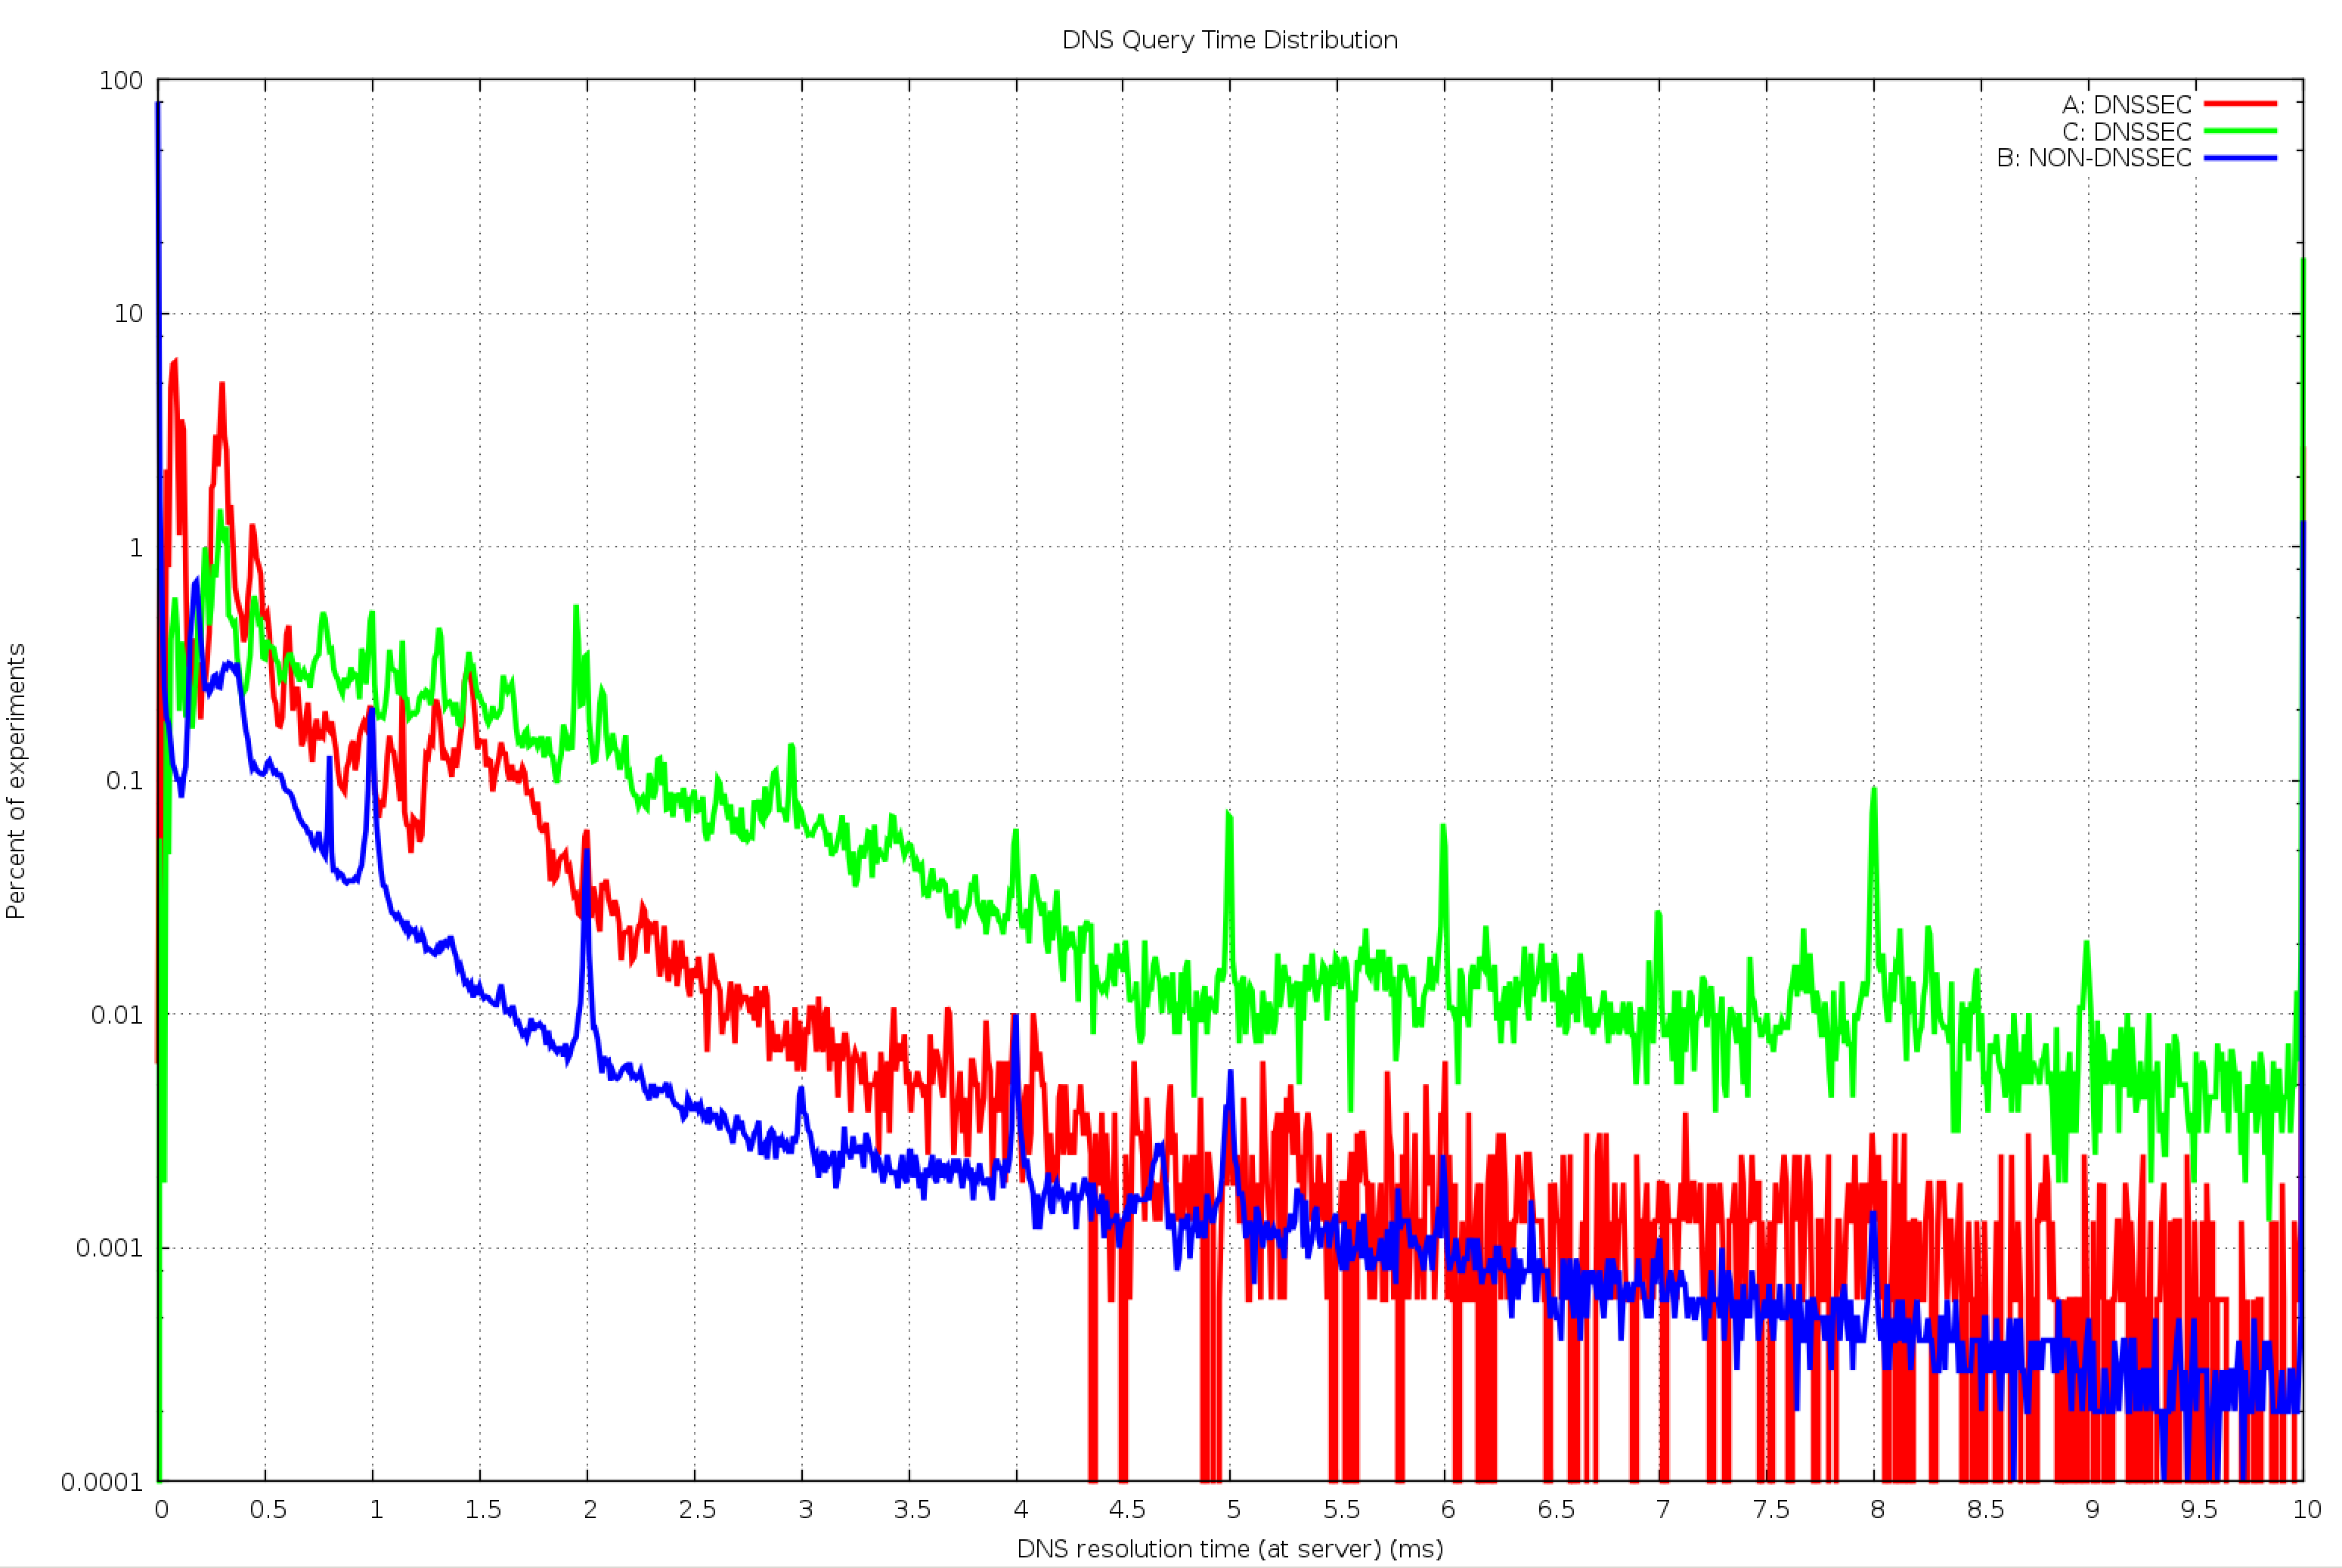 DNS Query Time Distribution
A: DNSSEC
C: DNSSEC
B: NON-DNSSEC
Percent of experiments
100
10
1
0.1
0.01
0.001
0.0001
0 0.5 1 1.5 2 2.5 3 3.5 4 4.5 5 5.5 6 6.5 7 7.5 8 8.5 9 9.5 10
DNS resolution time (at server) (ms)